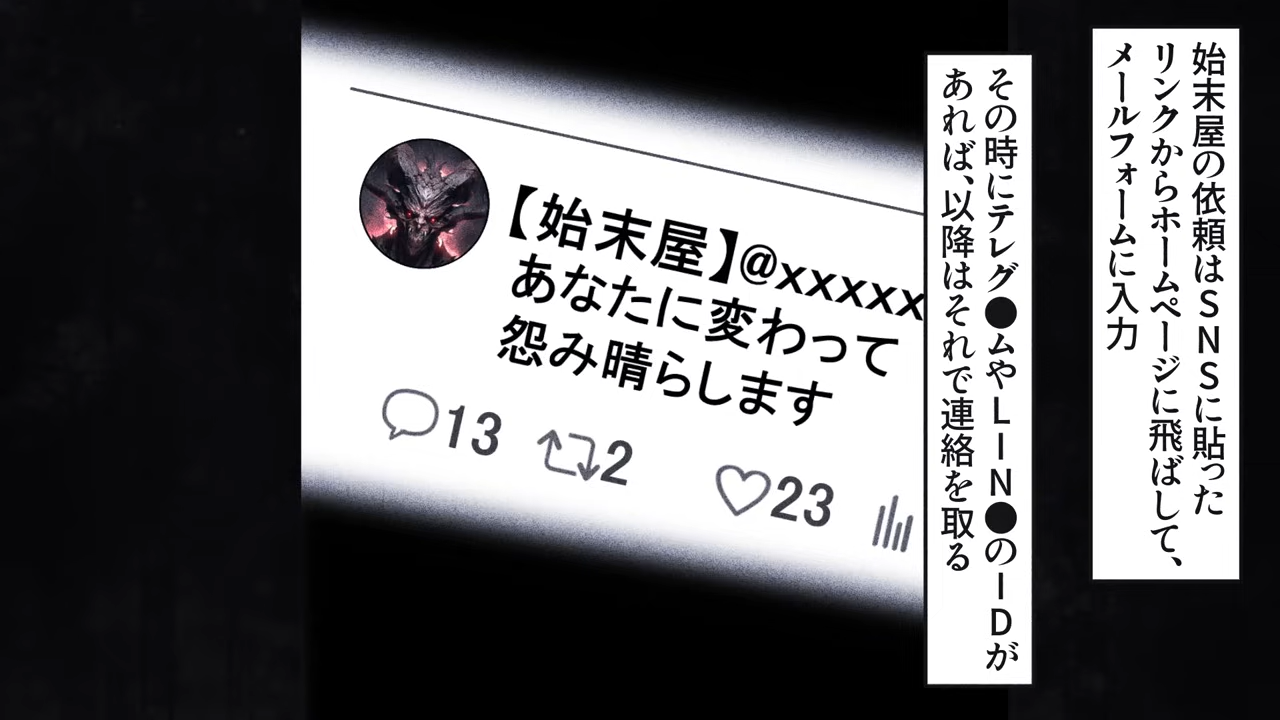 始末屋の依頼はSNSに貼った
リンクからホームページに飛ばして、
メールフォームに入力
その時にテレグ●ムやLIN●のIDが
あれば、以降はそれで連絡を取る
【始末屋】@xxxxx
あなたに変わって
怨み晴らします
13 2 23